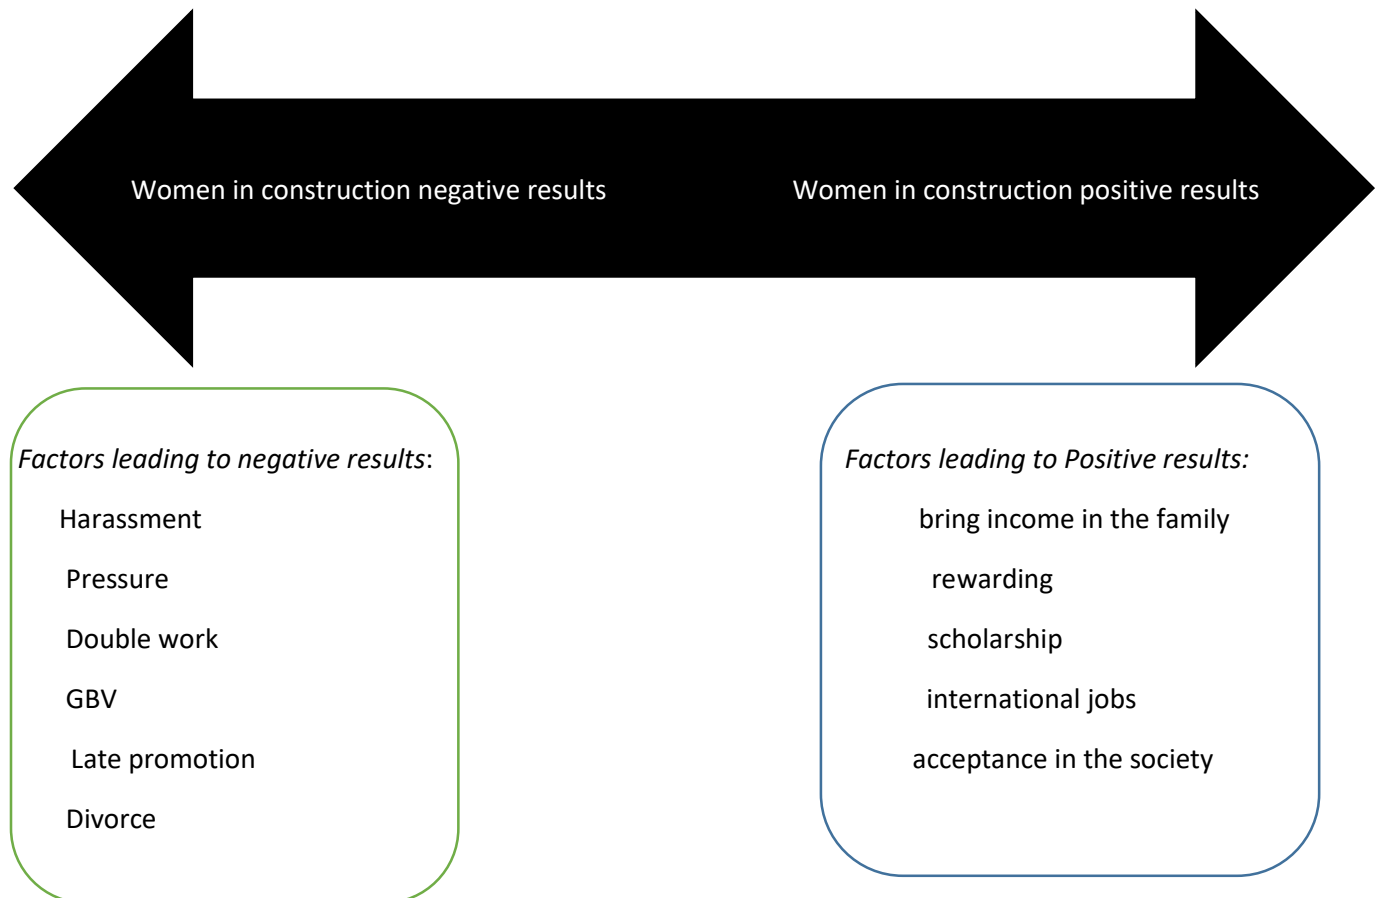 Women in construction negative results
Women in construction positive results
Factors leading to negative results:
Harassment
Pressure
Double work
GBV
Late promotion
Divorce
Factors leading to Positive results:
bring income in the family
rewarding
scholarship
international jobs
acceptance in the society